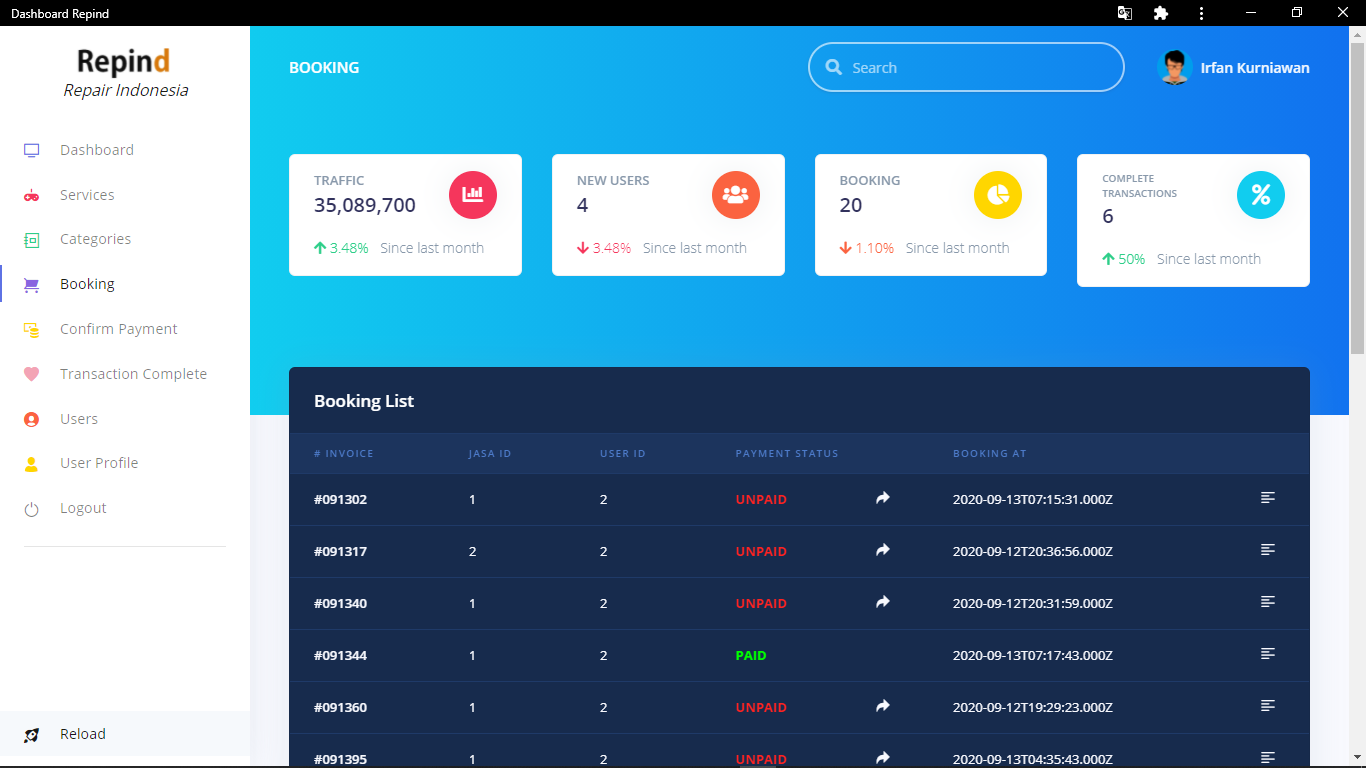 Dashboard Repind
Repind
Repair Indonesia
Dashboard
Services
Categories
Booking
Confirm Payment
Transaction Complete
Users
User Profile
Logout
Reload
BOOKING
Search
Irfan Kurniawan
TRAFFIC
35,089,700
3.48% Since last month
NEW USERS
4
3.48% Since last month
BOOKING
20
1.10% Since last month
COMPLETE
TRANSACTIONS
6
50% Since last month
Booking List
# INVOICE JASA ID USER ID PAYMENT STATUS BOOKING AT
#091302 1 2 UNPAID 2020-09-13T07:15:31.000Z
#091317 2 2 UNPAID 2020-09-12T20:36:56.000Z
#091340 1 2 UNPAID 2020-09-12T20:31:59.000Z
#091344 1 2 PAID 2020-09-13T07:17:43.000Z
#091360 1 2 UNPAID 2020-09-12T19:29:23.000Z
#091395 1 2 UNPAID 2020-09-13T04:35:43.000Z